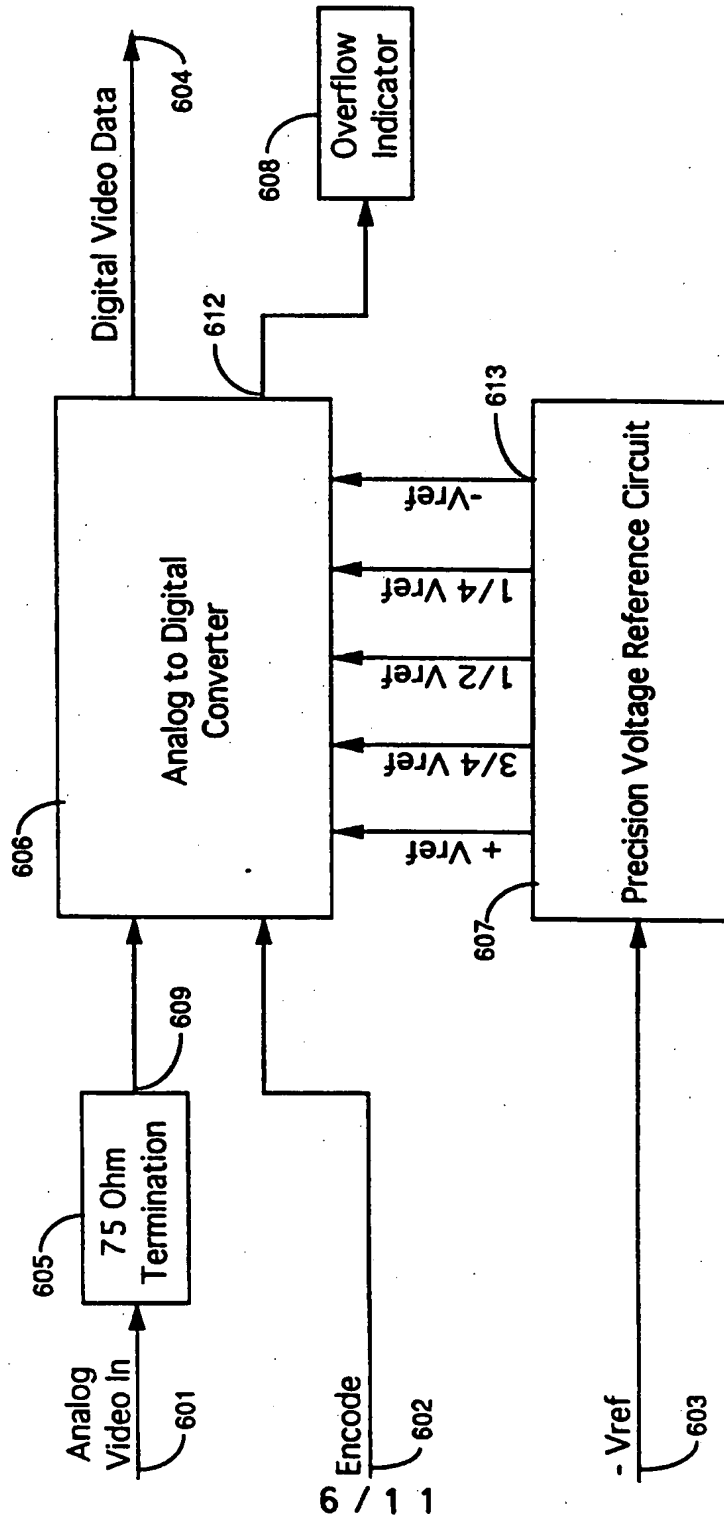 Analog
Video In
601
605
75 Ohm
Termination
609
606
Analog to Digital
Converter
Digital Video Data
604
612
608
Overflow
Indicator
Encode
602
+ Vref
3/4 Vref
1/2 Vref
1/4 Vref
-Vref
613
607
Precision Voltage Reference Circuit
- Vref
603
6 / 11